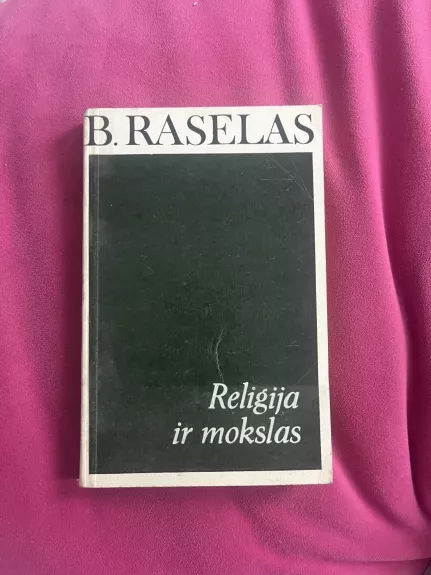 B. RASELAS
Religija
ir mokslas